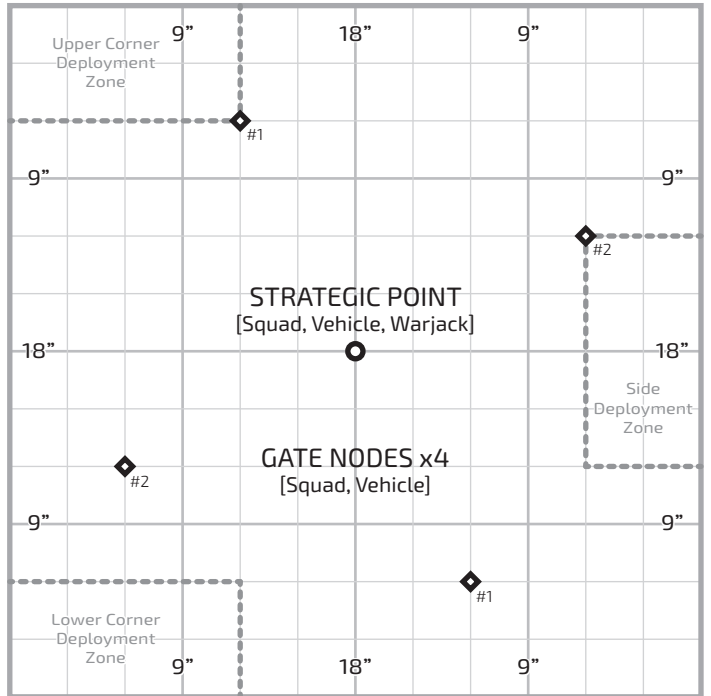 9” 18” 9”
Upper Corner
Deployment
Zone
#1
9” 9”
#2
STRATEGIC POINT
[Squad, Vehicle, Warjack]
18” 18”
Side
Deployment
Zone
GATE NODES x4
[Squad, Vehicle]
#2
9” 9”
#1
Lower Corner
Deployment
Zone
9” 18” 9”